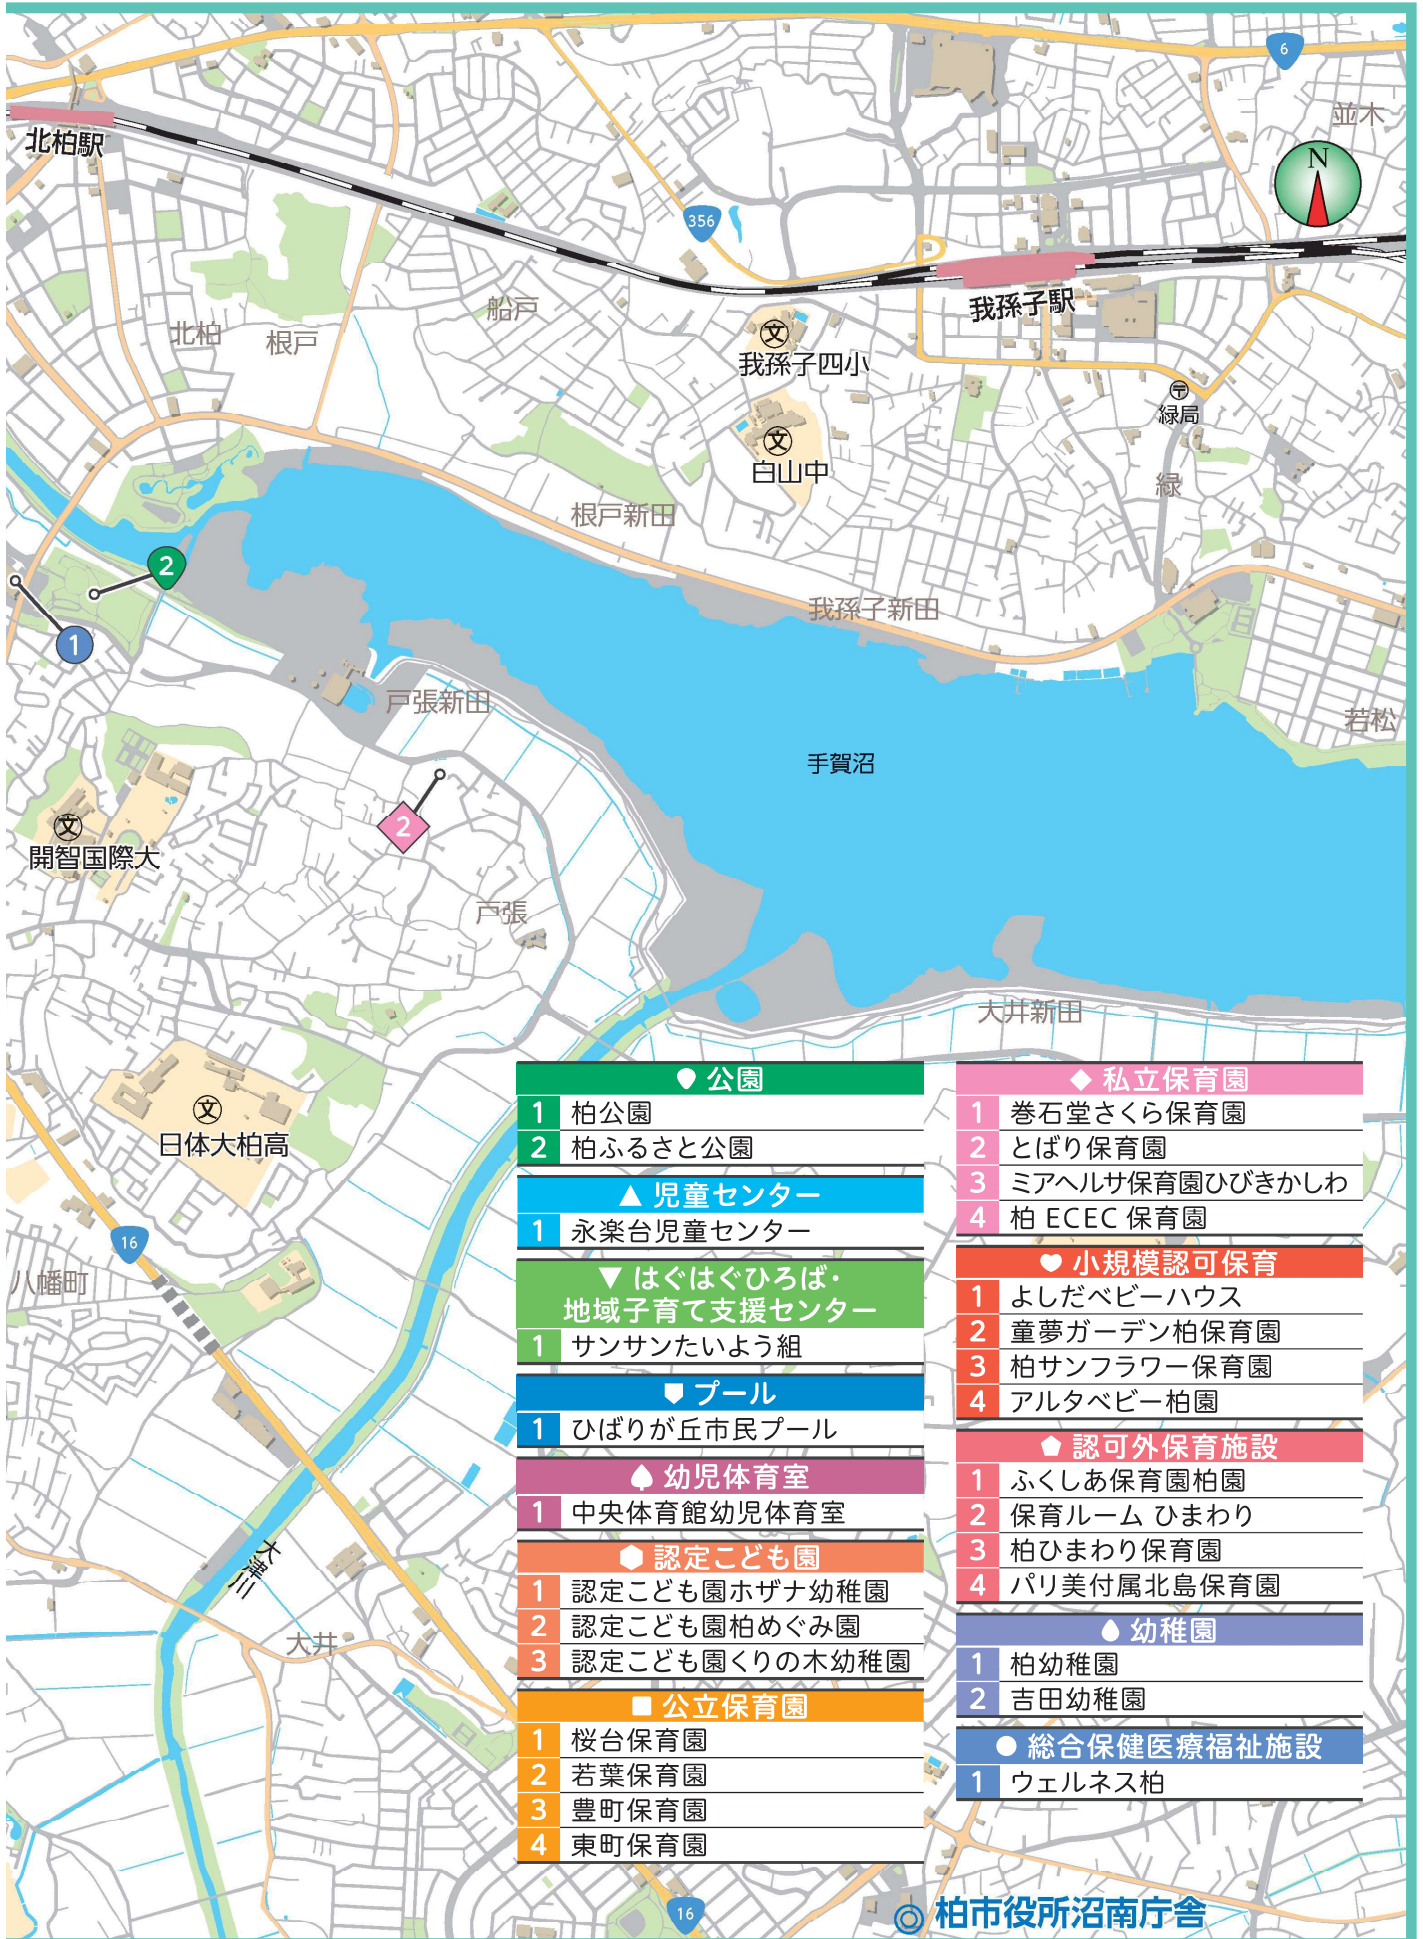 6
並木
N
北柏駅
356
我孫子駅
船戸
北柏
根戸
文
我孫子四小
〒
緑局
文
白山中
緑
根戸新田
2
我孫子新田
1
戸張新田
若松
手賀沼
2
文
開智国際大
戸張
大井新田
文
日体大柏高
16
八幡町
大津川
大井
公園
1 柏公園
2 柏ふるさと公園
児童センター
1 永楽台児童センター
はぐはぐひろば・
地域子育て支援センター
1 サンサンたいよう組
プール
1 ひばりが丘市民プール
幼児体育室
1 中央体育館幼児体育室
認定こども園
1 認定こども園ホザナ幼稚園
2 認定こども園柏めぐみ園
3 認定こども園くりの木幼稚園
公立保育園
1 桜台保育園
2 若葉保育園
3 豊町保育園
4 東町保育園
私立保育園
1 巻石堂さくら保育園
2 とばり保育園
3 ミアヘルサ保育園ひびきかしわ
4 柏 ECEC 保育園
小規模認可保育
1 よしだベビーハウス
2 童夢ガーデン柏保育園
3 柏サンフラワー保育園
4 アルタベビー柏園
認可外保育施設
1 ふくしあ保育園柏園
2 保育ルーム ひまわり
3 柏ひまわり保育園
4 パリ美付属北島保育園
幼稚園
1 柏幼稚園
2 吉田幼稚園
総合保健医療福祉施設
1 ウェルネス柏
16
柏市役所沼南庁舎